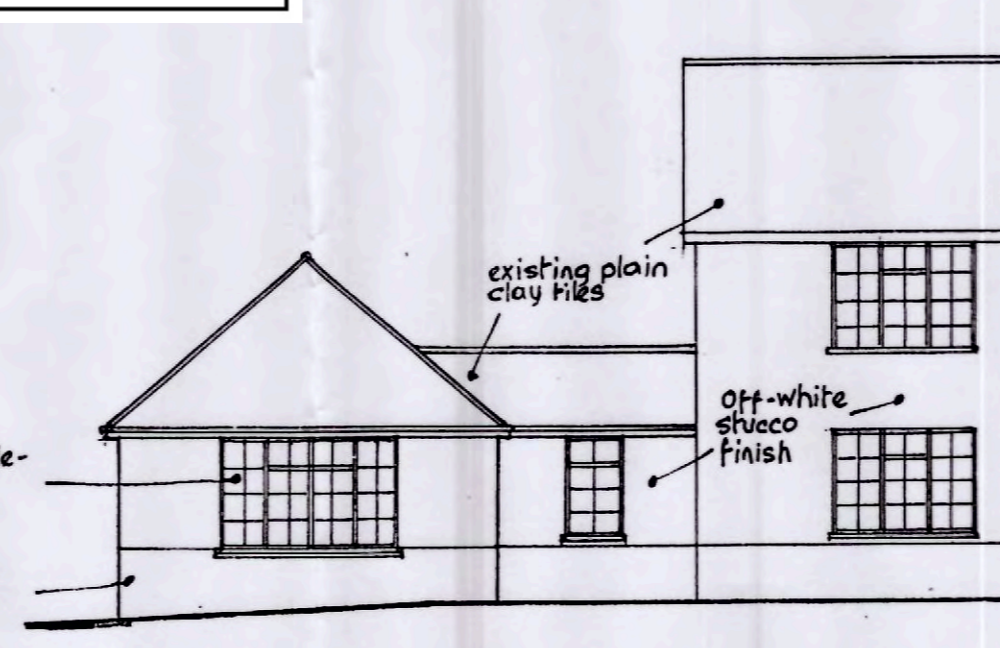 existing plain
clay tiles
off-white
stucco
finish
e-